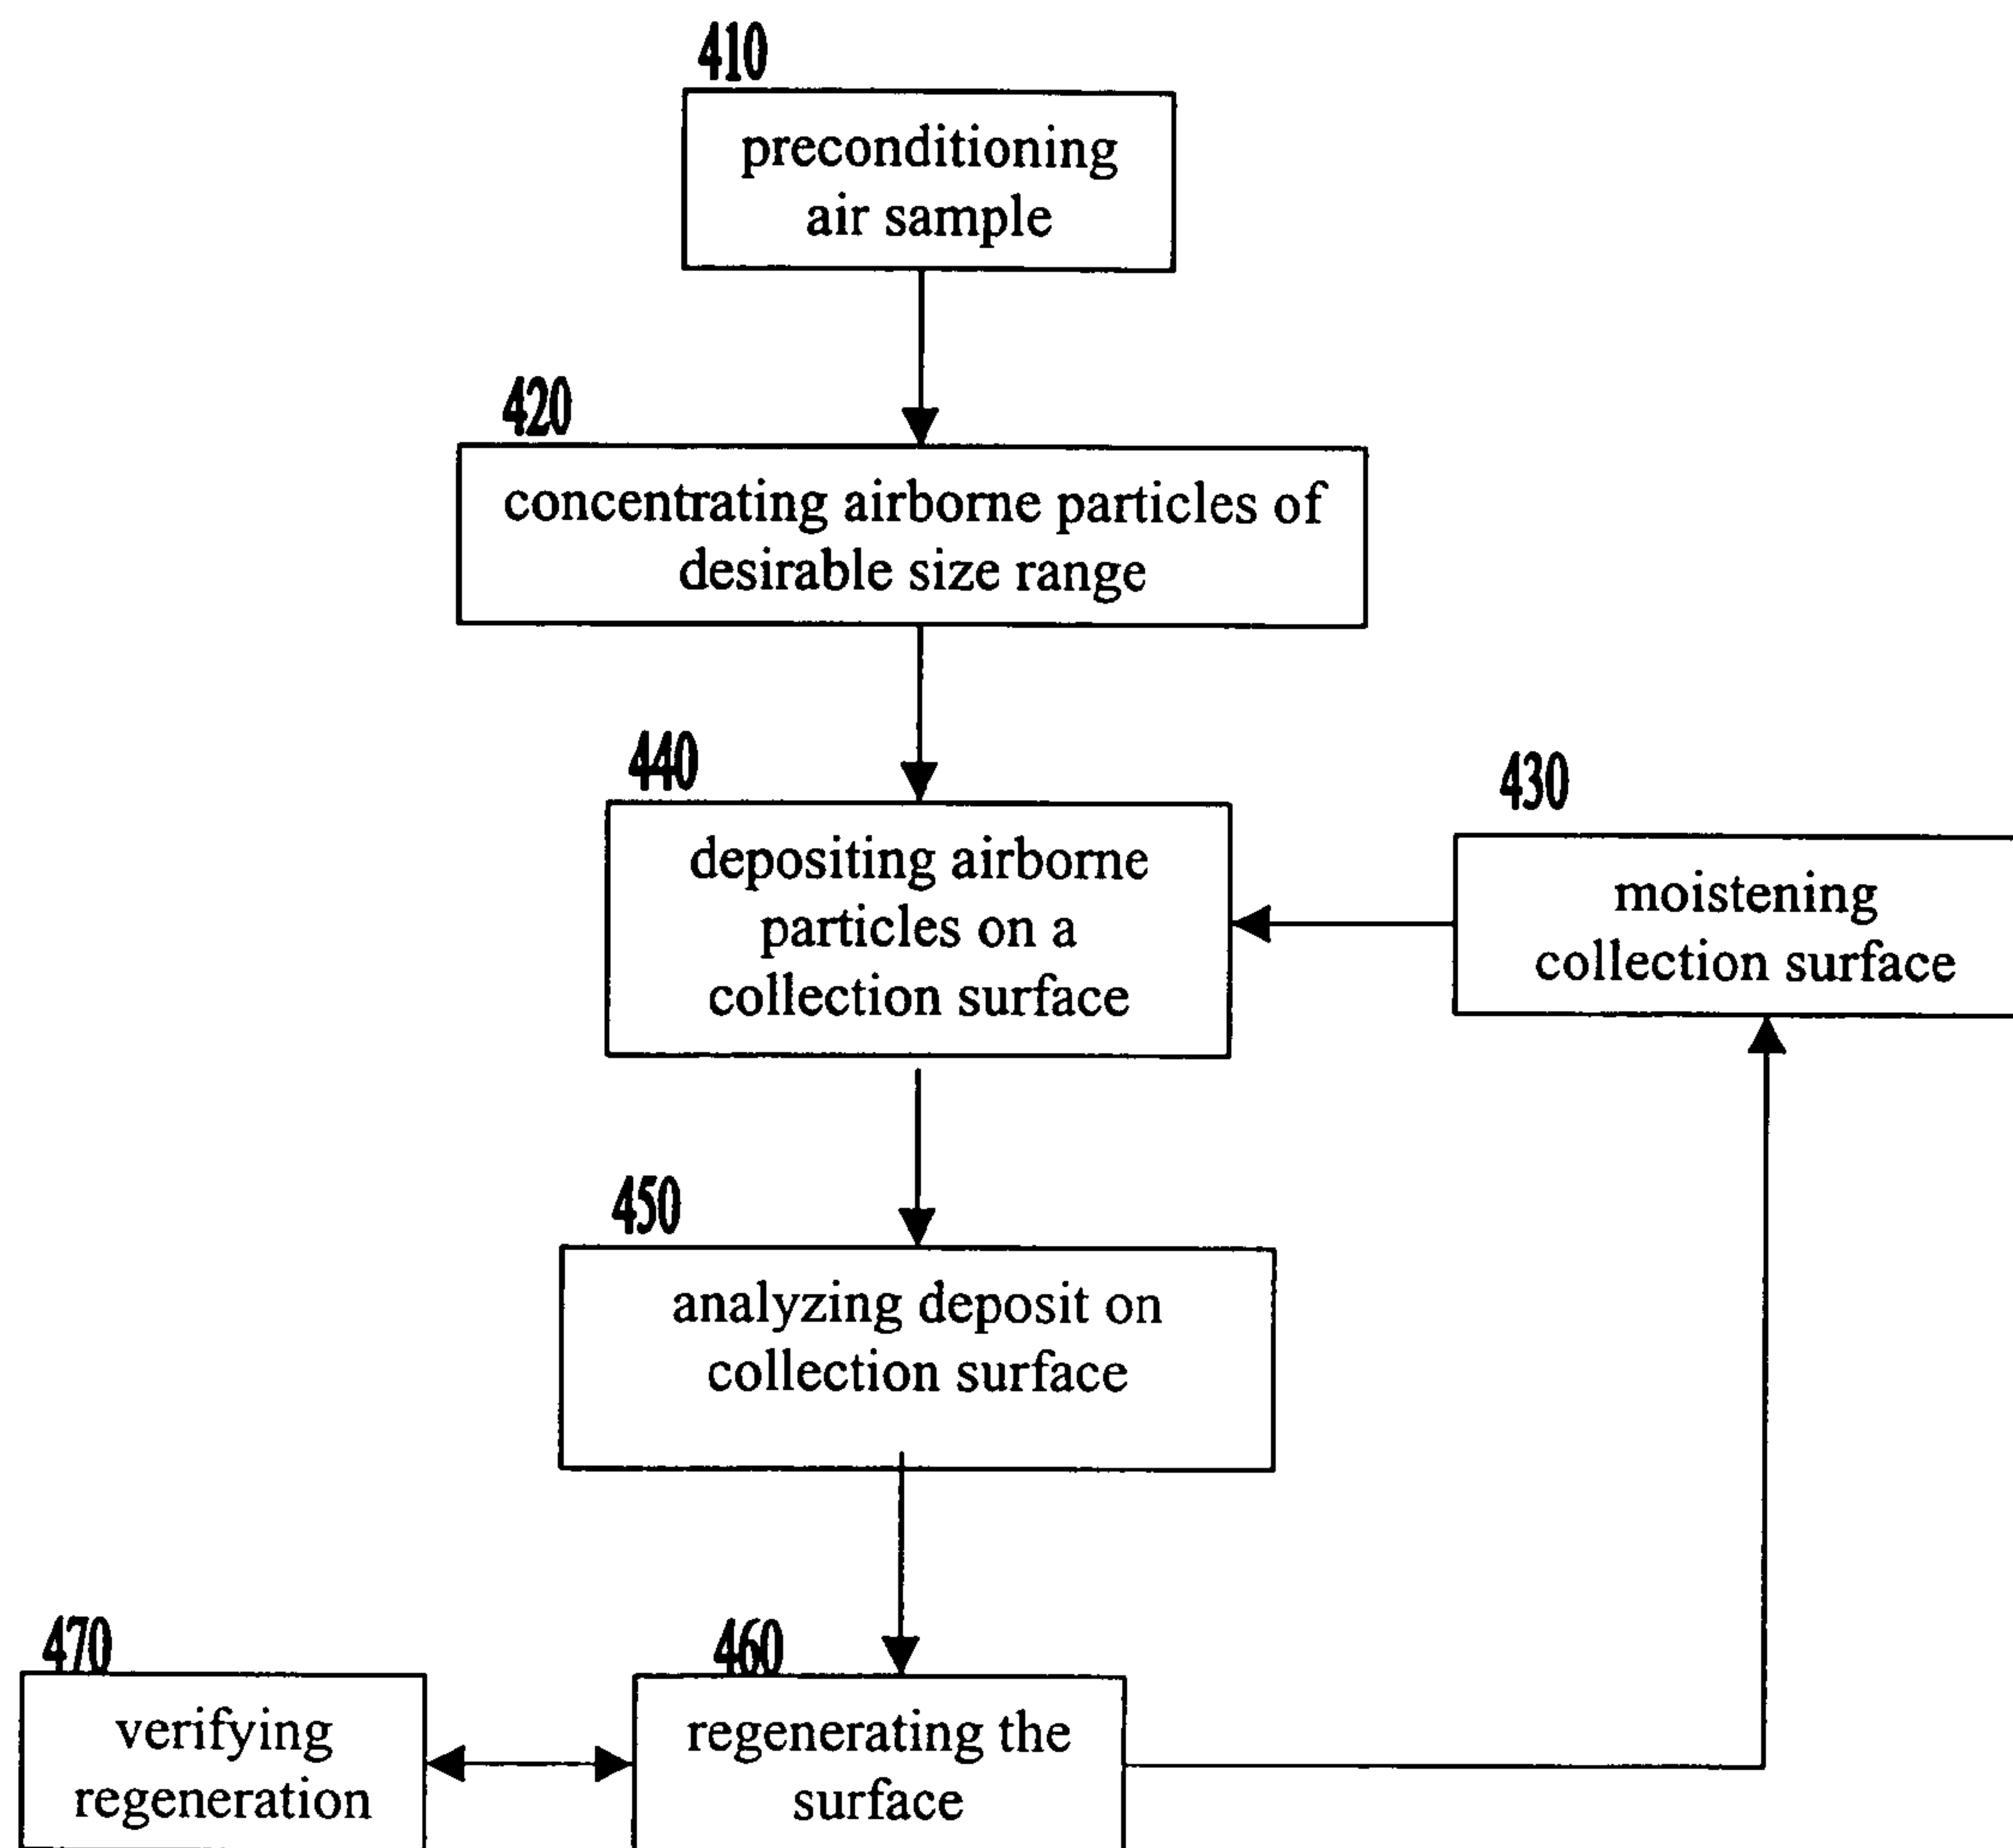 410
preconditioning
air sample
420
concentrating airborne particles of
desirable size range
440
depositing airborne
particles on a
collection surface
430
moistening
collection surface
450
analyzing deposit on
collection surface
470
verifying
regeneration
460
regenerating the
surface